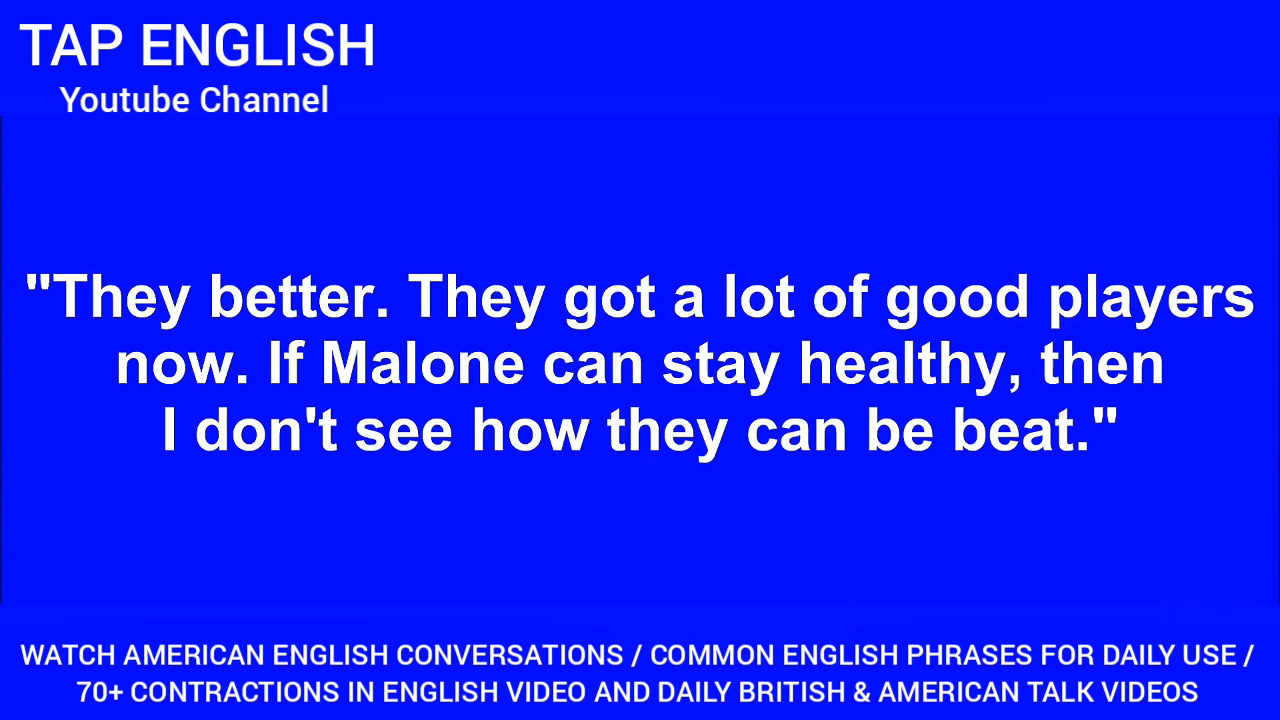 TAP ENGLISH
Youtube Channel
"They better. They got a lot of good players
now. If Malone can stay healthy, then
I don't see how they can be beat."
WATCH AMERICAN ENGLISH CONVERSATIONS / COMMON ENGLISH PHRASES FOR DAILY USE /
70+ CONTRACTIONS IN ENGLISH VIDEO AND DAILY BRITISH & AMERICAN TALK VIDEOS